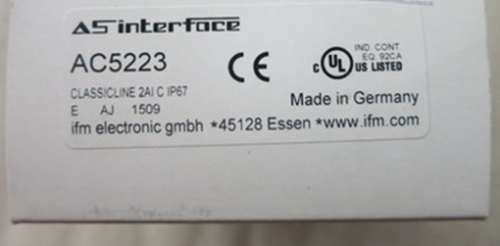 AS interface
AC5223
CE
C UL US LISTED
IND. CONT.
EQ. 92CA
CLASSICLINE 2AI C IP67
E AJ 1509
Made in Germany
ifm electronic gmbh *45128 Essen *www.ifm.com